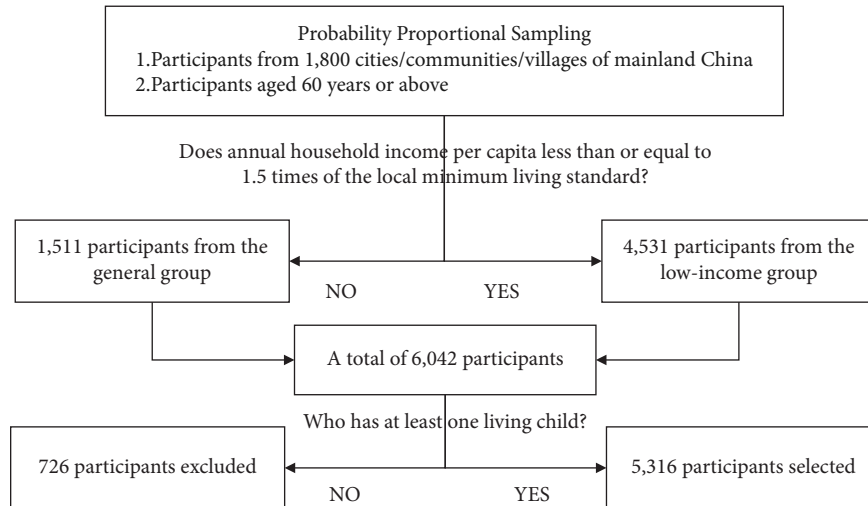 Probability Proportional Sampling
1.Participants from 1,800 cities/communities/villages of mainland China
2.Participants aged 60 years or above
Does annual household income per capita less than or equal to
1.5 times of the local minimum living standard?
1,511 participants from the
general group
4,531 participants from the
low-income group
NO
YES
A total of 6,042 participants
Who has at least one living child?
726 participants excluded
5,316 participants selected
NO
YES